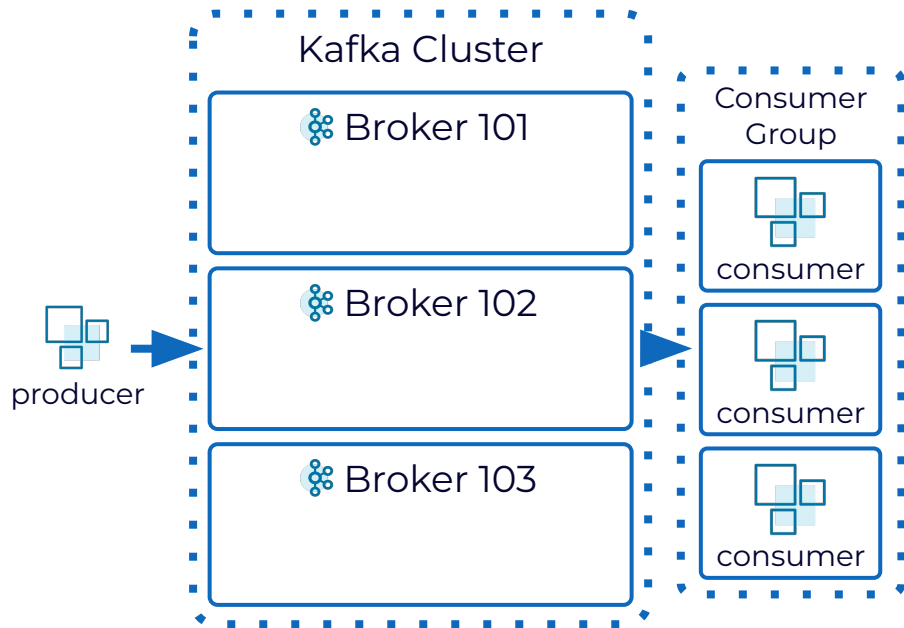 Kafka Cluster
Broker 101
Broker 102
Broker 103
producer
Consumer
Group
consumer
consumer
consumer